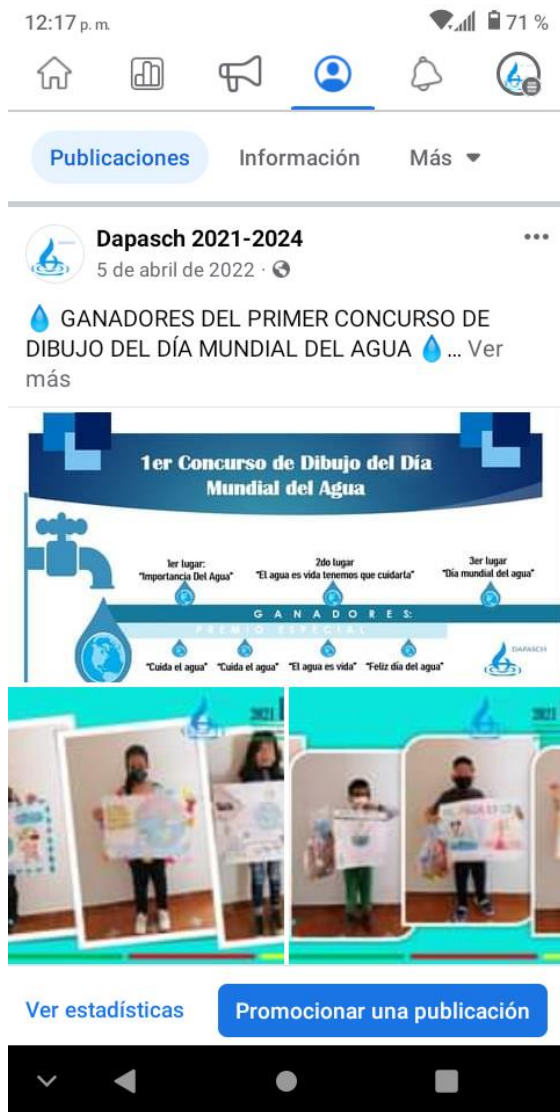 12:17 p. m.
71 %
Publicaciones
Información
Más
Dapasch 2021-2024
5 de abril de 2022 ·
GANADORES DEL PRIMER CONCURSO DE
DIBUJO DEL DÍA MUNDIAL DEL AGUA ... Ver
más
1er Concurso de Dibujo del Día
Mundial del Agua
1er lugar:
"Importancia Del Agua"
2do lugar
"El agua es vida tenemos que cuidarla"
3er lugar
"Dia mundial del agua"
GANADORES:
PREMIO ESPECIAL
"Cuida el agua" "Cuida el agua" "El agua es vida" "Feliz día del agua"
DAPASCH
2021
2021
Ver estadísticas
Promocionar una publicación